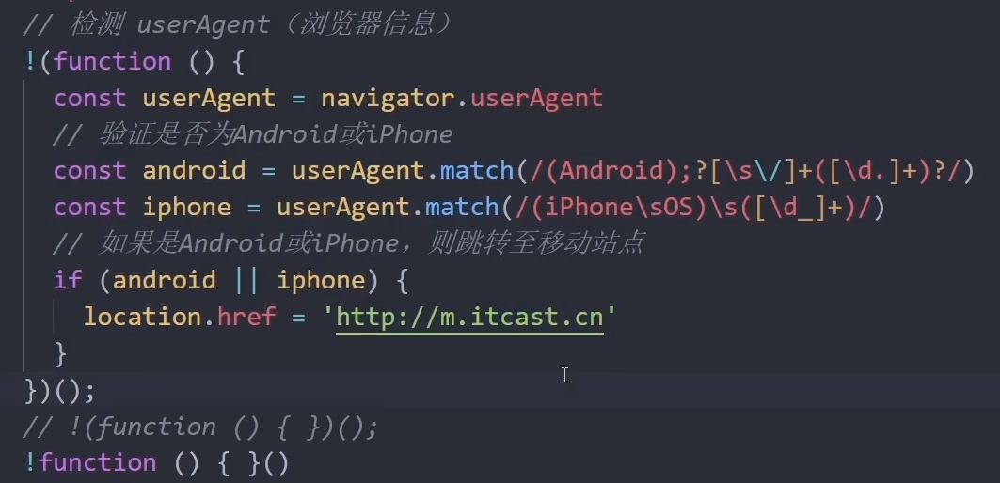 // 检测 userAgent（浏览器信息）
!(function () {
const userAgent = navigator.userAgent
// 验证是否为Android或iPhone
const android = userAgent.match(/(Android);?[\s\/]+([\d.]+)?/)
const iphone = userAgent.match(/(iPhone\sOS)\s([\d_]+)/)
// 如果是Android或iPhone，则跳转至移动站点
if (android || iphone) {
location.href = 'http://m.itcast.cn'
}
})();
// !(function () { })();
!function () { }()